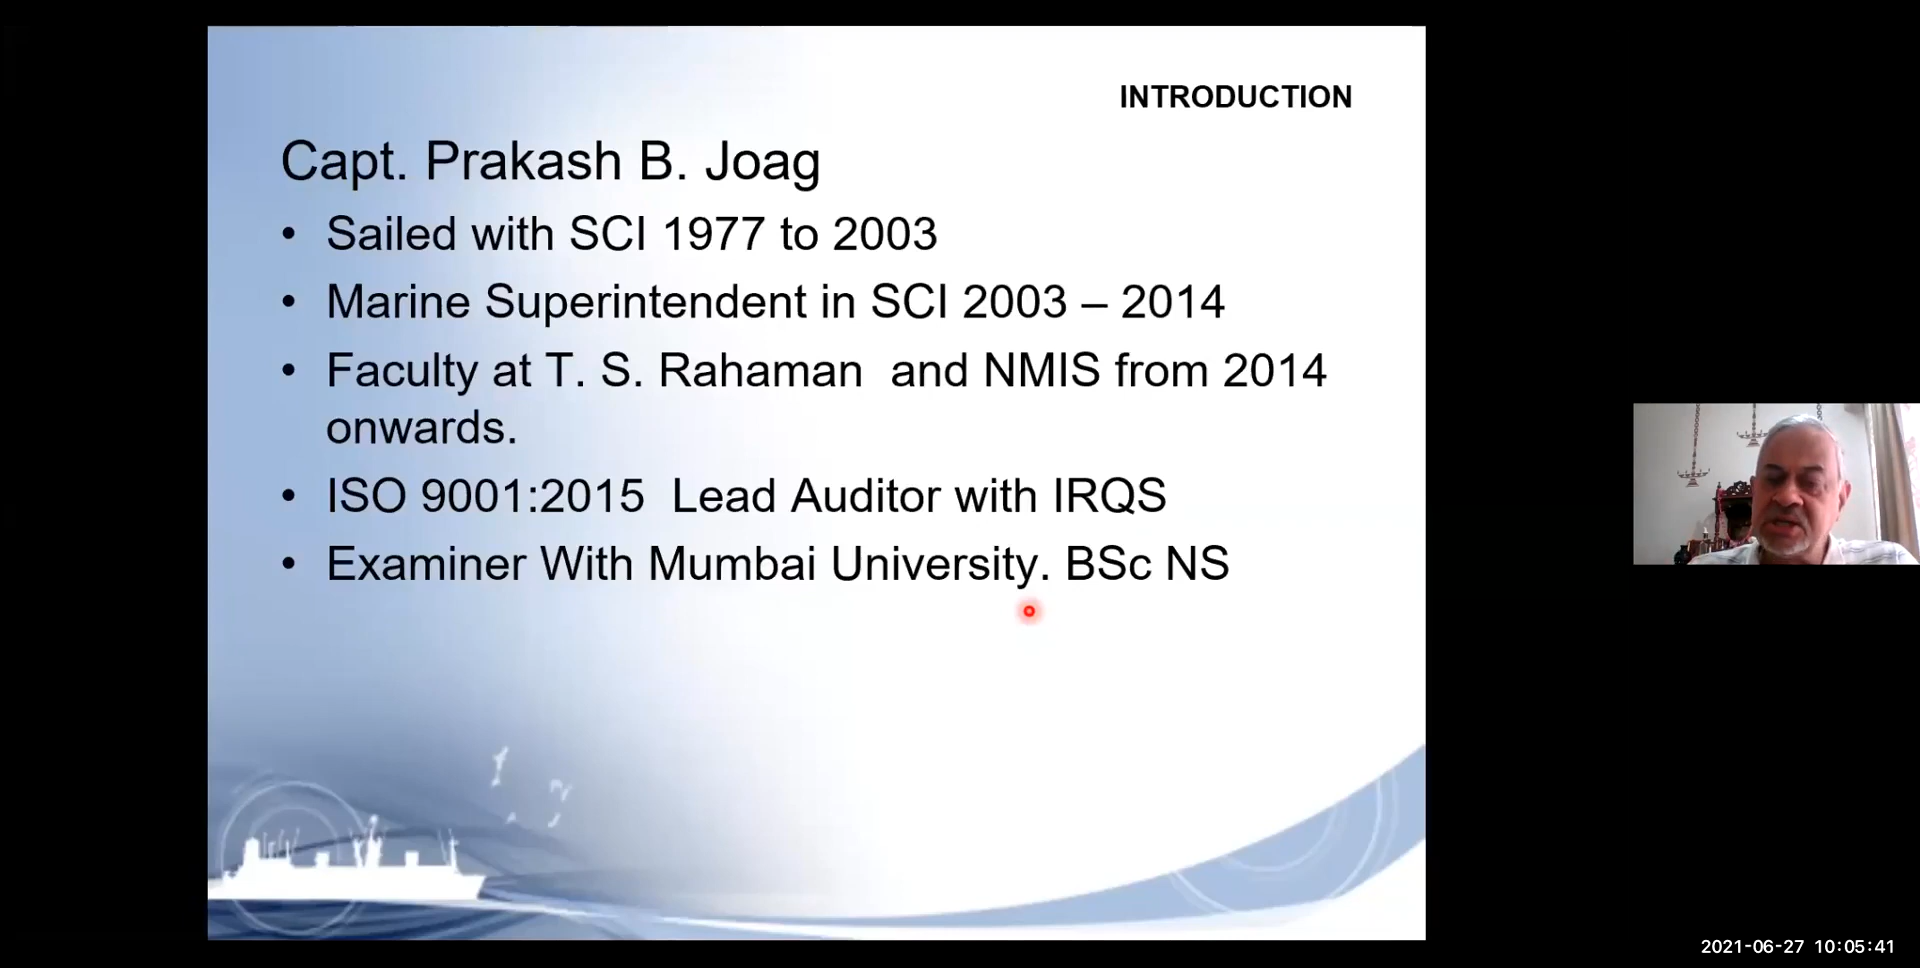 INTRODUCTION
Capt. Prakash B. Joag
• Sailed with SCI 1977 to 2003
• Marine Superintendent in SCI 2003 – 2014
• Faculty at T. S. Rahaman and NMIS from 2014
onwards.
• ISO 9001:2015 Lead Auditor with IRQS
• Examiner With Mumbai University. BSc NS
2021-06-27 10:05:41